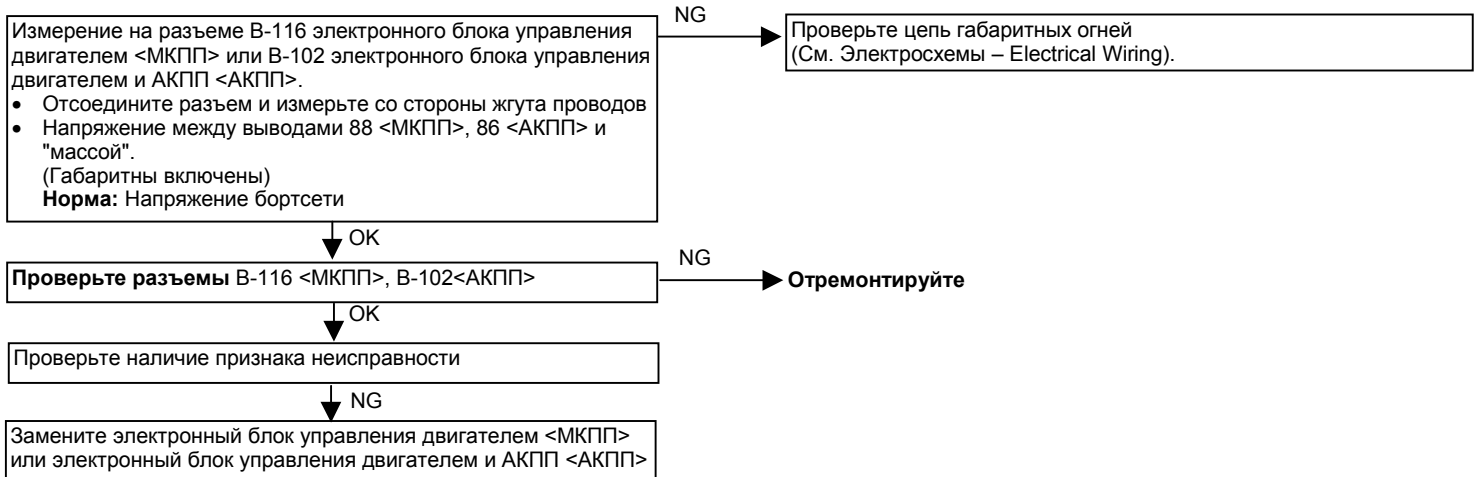 Измерение на разъеме B-116 электронного блока управления
двигателем <МКПП> или B-102 электронного блока управления
двигателем и АКПП <АКПП>.
• Отсоедините разъем и измерьте со стороны жгута проводов
• Напряжение между выводами 88 <МКПП>, 86 <АКПП> и
"массой".
(Габаритны включены)
Норма: Напряжение бортсети
NG
Проверьте цепь габаритных огней
(См. Электросхемы – Electrical Wiring).
OK
Проверьте разъемы B-116 <МКПП>, B-102<АКПП>
NG
Отремонтируйте
OK
Проверьте наличие признака неисправности
NG
Замените электронный блок управления двигателем <МКПП>
или электронный блок управления двигателем и АКПП <АКПП>